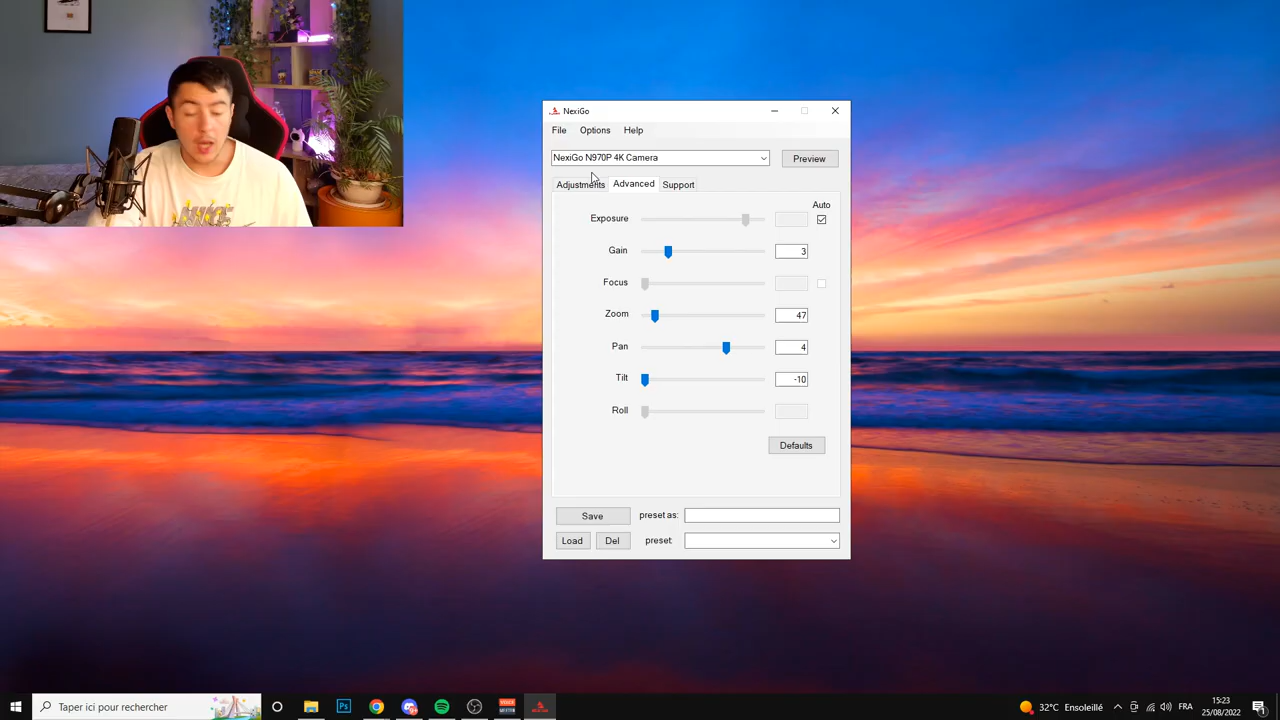 NexiGo
File Options Help
NexiGo N970P 4K Camera
Preview
Adjustments Advanced Support
Auto
Exposure
Gain 3
Focus
Zoom 47
Pan 4
Tilt -10
Roll
Defaults
Save preset as:
Load Del preset
NIKE
Taper ici pour rechercher
Ps
32°C Ensoleillé
FRA
15:23
25/08/2022